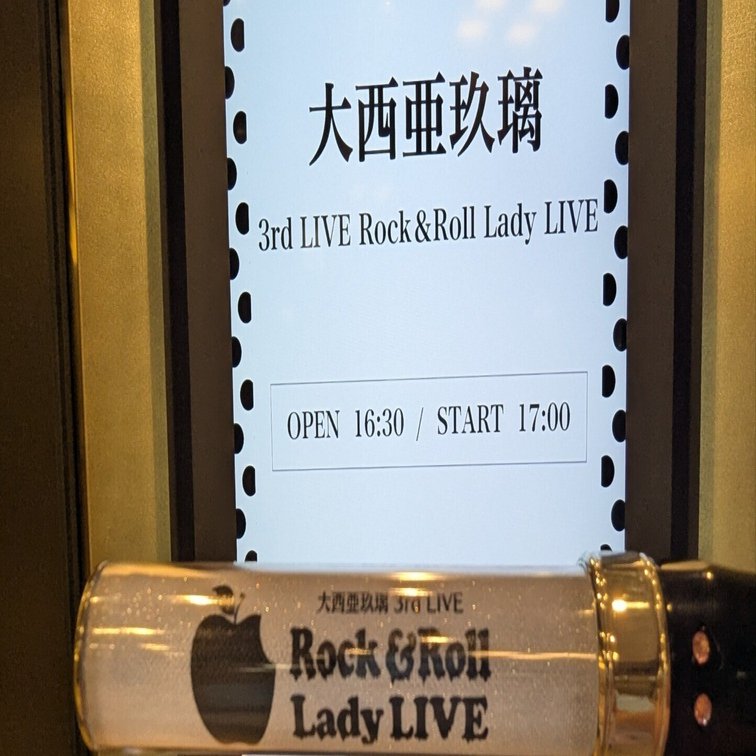 大西亜玖璃
3rd LIVE Rock&Roll Lady LIVE
OPEN 16:30 / START 17:00
大西亜玖璃 3rd LIVE
Rock&Roll
Lady LIVE